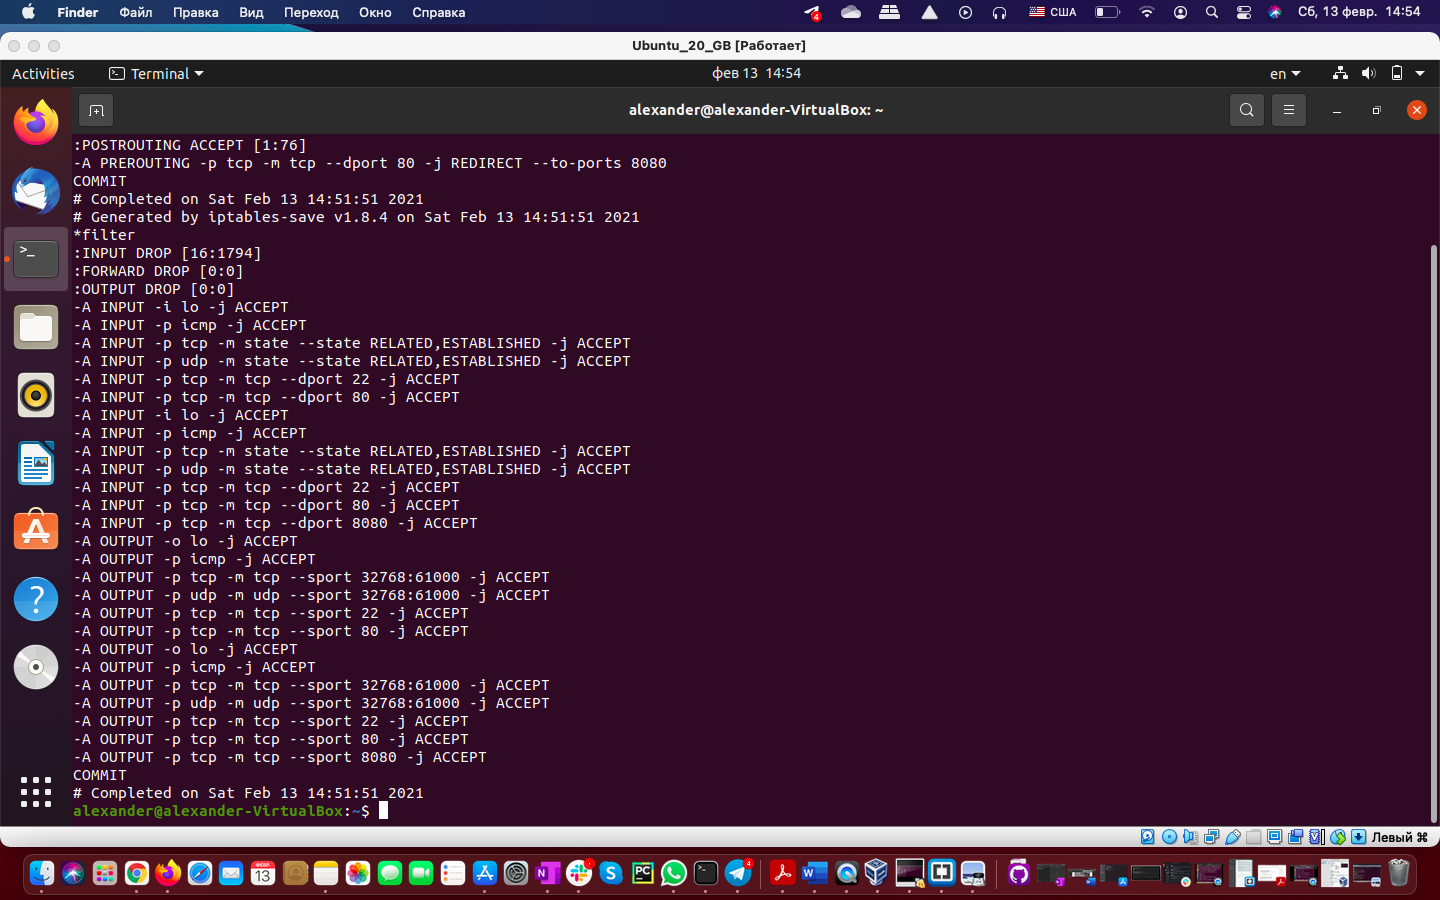 Finder Файл Правка Вид Переход Окно Справка 4 США Сб, 13 февр. 14:54
Ubuntu_20_GB [Работает]
Activities Terminal фев 13 14:54 en
alexander@alexander-VirtualBox: ~
:POSTROUTING ACCEPT [1:76]
-A PREROUTING -p tcp -m tcp --dport 80 -j REDIRECT --to-ports 8080
COMMIT
# Completed on Sat Feb 13 14:51:51 2021
# Generated by iptables-save v1.8.4 on Sat Feb 13 14:51:51 2021
*filter
:INPUT DROP [16:1794]
:FORWARD DROP [0:0]
:OUTPUT DROP [0:0]
-A INPUT -i lo -j ACCEPT
-A INPUT -p icmp -j ACCEPT
-A INPUT -p tcp -m state --state RELATED,ESTABLISHED -j ACCEPT
-A INPUT -p udp -m state --state RELATED,ESTABLISHED -j ACCEPT
-A INPUT -p tcp -m tcp --dport 22 -j ACCEPT
-A INPUT -p tcp -m tcp --dport 80 -j ACCEPT
-A INPUT -i lo -j ACCEPT
-A INPUT -p icmp -j ACCEPT
-A INPUT -p tcp -m state --state RELATED,ESTABLISHED -j ACCEPT
-A INPUT -p udp -m state --state RELATED,ESTABLISHED -j ACCEPT
-A INPUT -p tcp -m tcp --dport 22 -j ACCEPT
-A INPUT -p tcp -m tcp --dport 80 -j ACCEPT
-A INPUT -p tcp -m tcp --dport 8080 -j ACCEPT
-A OUTPUT -o lo -j ACCEPT
-A OUTPUT -p icmp -j ACCEPT
-A OUTPUT -p tcp -m tcp --sport 32768:61000 -j ACCEPT
-A OUTPUT -p udp -m udp --sport 32768:61000 -j ACCEPT
-A OUTPUT -p tcp -m tcp --sport 22 -j ACCEPT
-A OUTPUT -p tcp -m tcp --sport 80 -j ACCEPT
-A OUTPUT -o lo -j ACCEPT
-A OUTPUT -p icmp -j ACCEPT
-A OUTPUT -p tcp -m tcp --sport 32768:61000 -j ACCEPT
-A OUTPUT -p udp -m udp --sport 32768:61000 -j ACCEPT
-A OUTPUT -p tcp -m tcp --sport 22 -j ACCEPT
-A OUTPUT -p tcp -m tcp --sport 80 -j ACCEPT
-A OUTPUT -p tcp -m tcp --sport 8080 -j ACCEPT
COMMIT
# Completed on Sat Feb 13 14:51:51 2021
alexander@alexander-VirtualBox:~$
Левый ⌘
ФЕВР. 13 N PC W 4